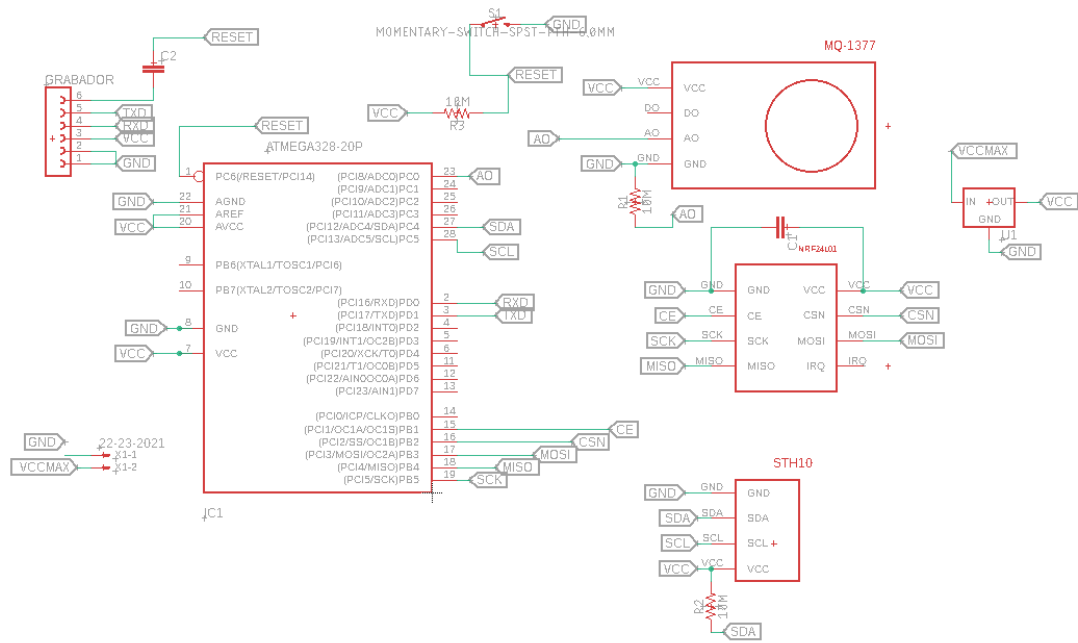 S1
GND
MOMENTARY-SWITCH-SPST-PTH-6.0MM
RESET
C2
RESET
VCC
10M
R3
GRABADOR
6
5 TXD
4 RXD
3 VCC
2
1 GND
RESET
ATMEGA328-20P
1 PC6(/RESET/PCI14)
GND 22 AGND
21 AREF
VCC 20 AVCC
9 PB6(XTAL1/TOSC1/PCI6)
10 PB7(XTAL2/TOSC2/PCI7)
GND 8 GND
VCC 7 VCC
(PCI8/ADC0)PC0 23 AO
(PCI9/ADC1)PC1 24
(PCI10/ADC2)PC2 25
(PCI11/ADC3)PC3 26
(PCI12/ADC4/SDA)PC4 27 SDA
(PCI13/ADC5/SCL)PC5 28
SCL
(PCI16/RXD)PD0 2 RXD
(PCI17/TXD)PD1 3 TXD
(PCI18/INT0)PD2 4
(PCI19/INT1/OC2B)PD3 5
(PCI20/XCK/T0)PD4 6
(PCI21/T1/OC0B)PD5 11
(PCI22/AIN0OC0A)PD6 12
(PCI23/AIN1)PD7 13
(PCI0/ICP/CLKO)PB0 14
(PCI1/OC1A/OC1S)PB1 15 CE
(PCI2/SS/OC1B)PB2 16 CSN
(PCI3/MOSI/OC2A)PB3 17 MOSI
(PCI4/MISO)PB4 18 MISO
(PCI5/SCK)PB5 19 SCK
IC1
22-23-2021
GND X1-1
VCCMAX X1-2
MQ-1377
VCC VCC VCC
DO DO
AO AO AO
GND GND GND
R1
10M
AO
VCCMAX
IN OUT VCC
GND
U1
GND
C1
NRF24L01
GND GND GND VCC VCC VCC
CE CE CE CSN CSN CSN
SCK SCK SCK MOSI MOSI MOSI
MISO MISO MISO IRQ IRQ
STH10
GND GND GND
SDA SDA SDA
SCL SCL SCL
VCC VCC VCC
R2
10M
SDA